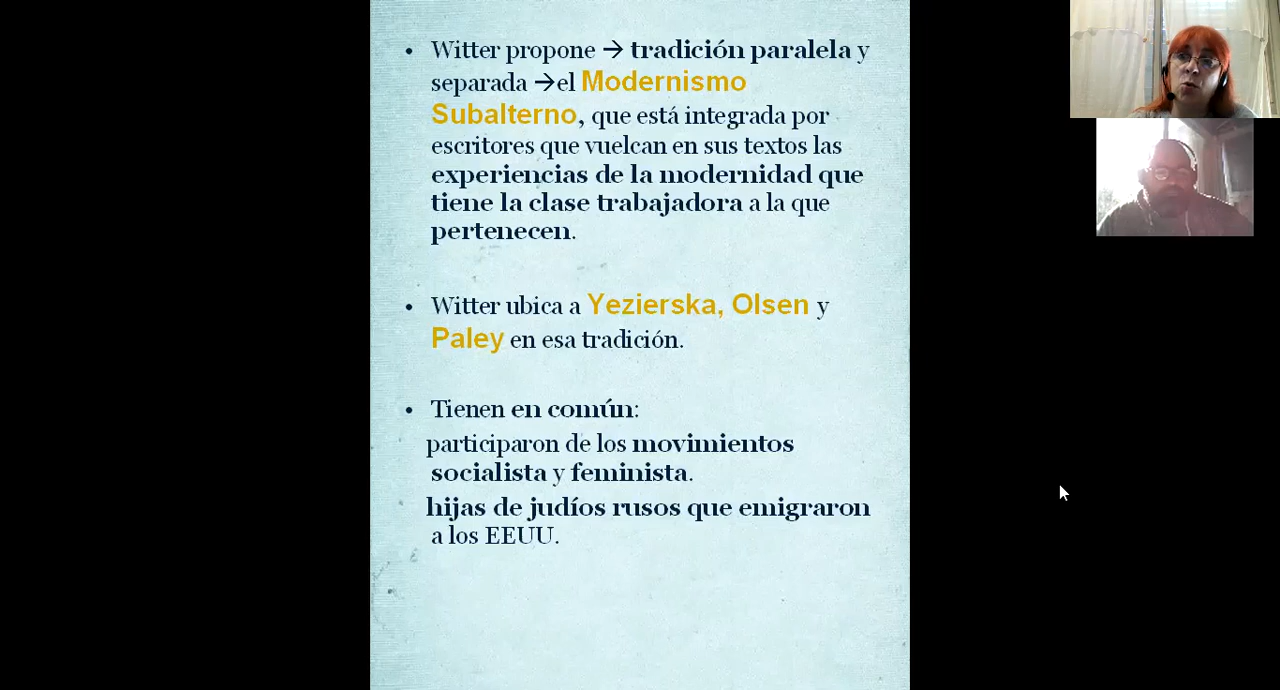 • Witter propone → tradición paralela y
separada →el Modernismo
Subalterno, que está integrada por
escritores que vuelcan en sus textos las
experiencias de la modernidad que
tiene la clase trabajadora a la que
pertenecen.
• Witter ubica a Yezierska, Olsen y
Paley en esa tradición.
• Tienen en común:
participaron de los movimientos
socialista y feminista.
hijas de judíos rusos que emigraron
a los EEUU.